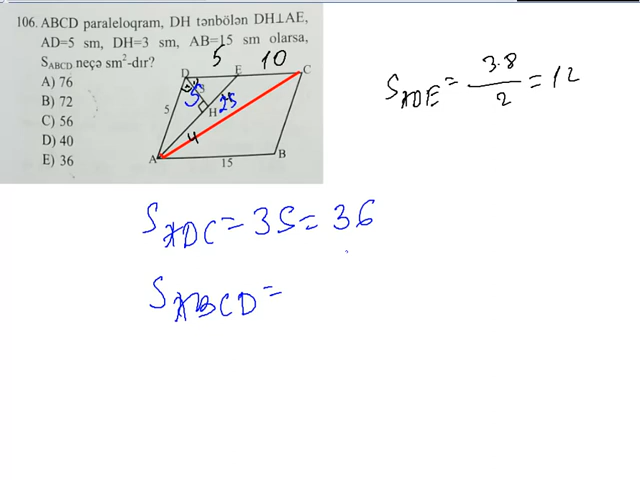 106. ABCD paraleloqram, DH tənbölən DH⊥AE,
AD=5 sm, DH=3 sm, AB=15 sm olarsa,
S_ABCD neçə sm²-dır?
5 10
A) 76
B) 72
C) 56
D) 40
E) 36
D E C
3
S 2S
5 H
4
A B
15
S_ADE = 3·8/2 = 12
S_ADC = 3S = 36
S_ABCD =